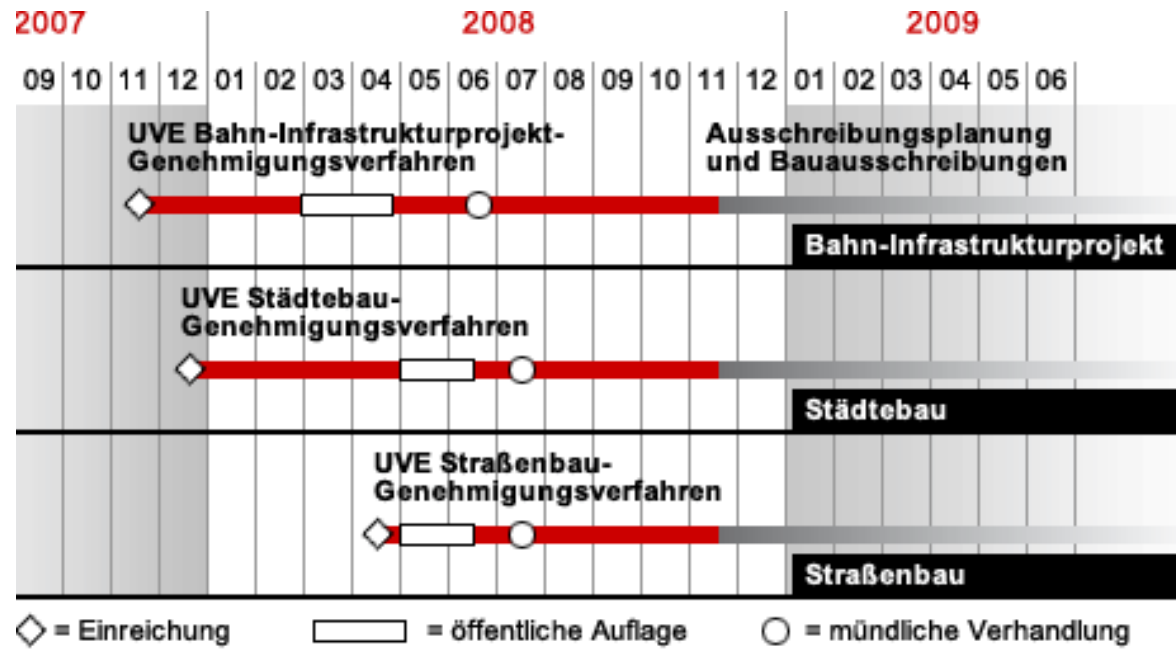 2007 2008 2009
09 10 11 12 01 02 03 04 05 06 07 08 09 10 11 12 01 02 03 04 05 06
UVE Bahn-Infrastrukturprojekt-
Genehmigungsverfahren
Ausschreibungsplanung
und Bauausschreibungen
Bahn-Infrastrukturprojekt
UVE Städtebau-
Genehmigungsverfahren
Städtebau
UVE Straßenbau-
Genehmigungsverfahren
Straßenbau
= Einreichung = öffentliche Auflage = mündliche Verhandlung